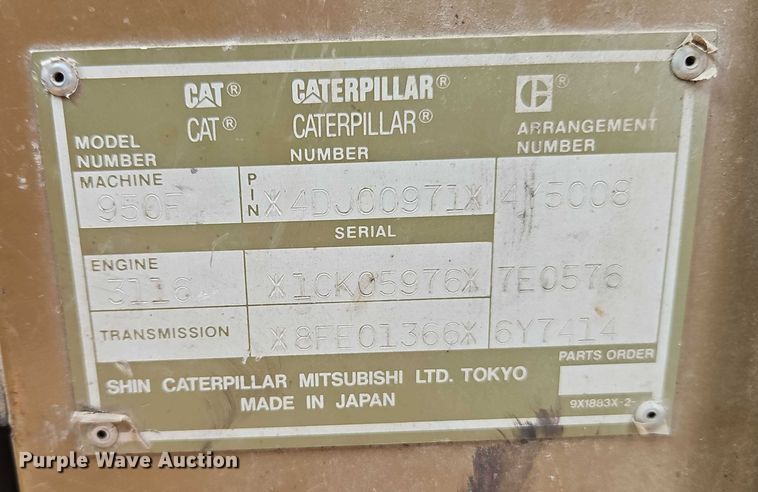 CAT® CATERPILLAR® C®
CAT® CATERPILLAR®
MODEL NUMBER NUMBER ARRANGEMENT NUMBER
MACHINE PIN
950F X4DJ00971X 4Y5008
SERIAL
ENGINE
3116 X1CK05976X 7E0576
TRANSMISSION X8FE01366X 6Y7414
PARTS ORDER
SHIN CATERPILLAR MITSUBISHI LTD. TOKYO
MADE IN JAPAN 9X1883X-2-
Purple Wave Auction